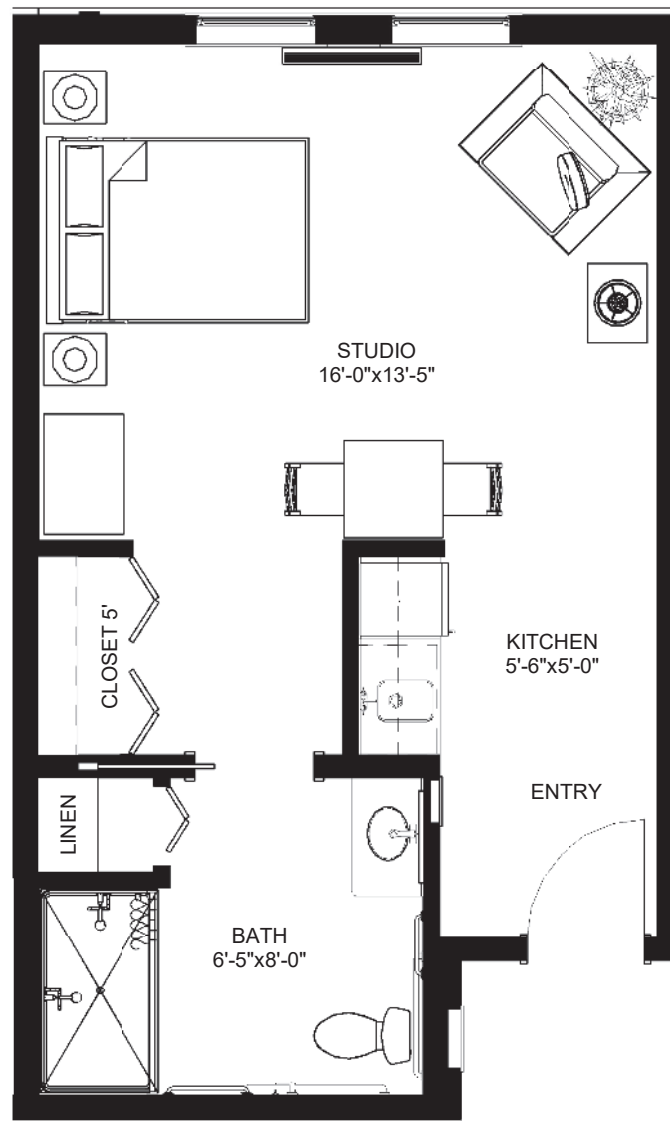 STUDIO
16'-0"x13'-5"
CLOSET 5'
KITCHEN
5'-6"x5'-0"
ENTRY
LINEN
BATH
6'-5"x8'-0"